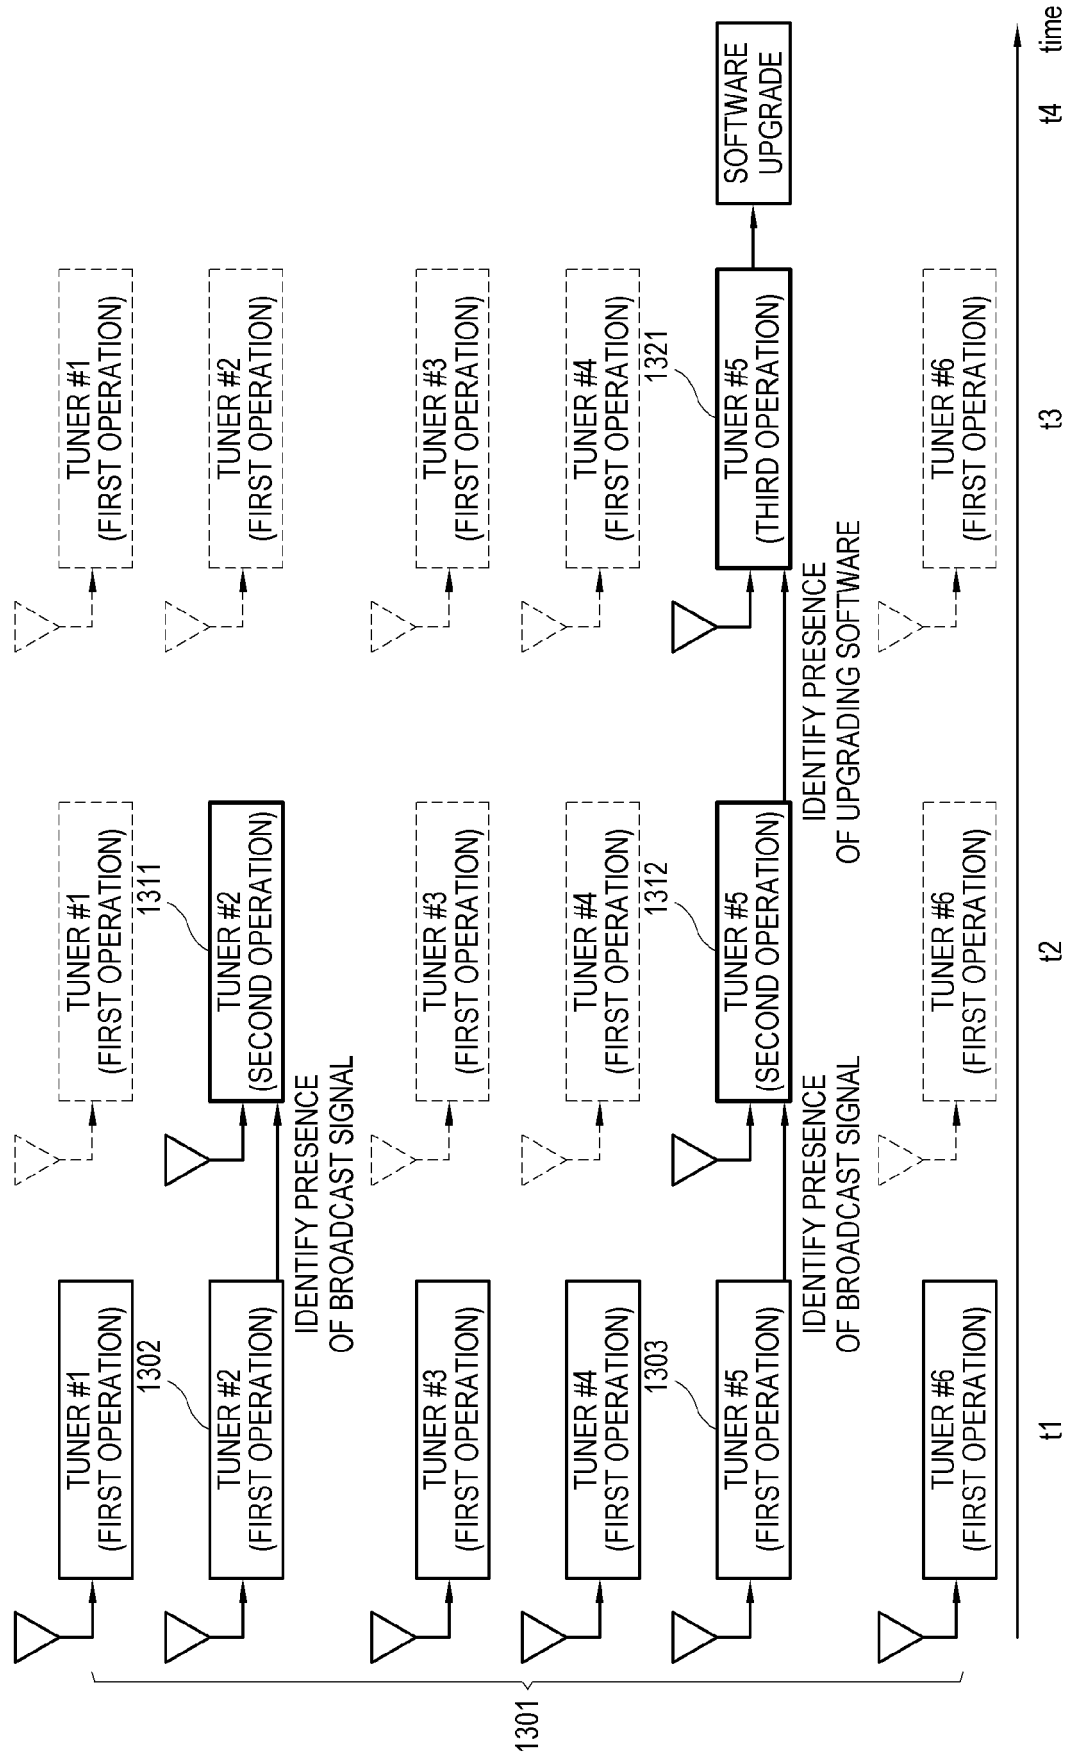 1301
TUNER #1
(FIRST OPERATION)
1302
TUNER #2
(FIRST OPERATION)
IDENTIFY PRESENCE
OF BROADCAST SIGNAL
TUNER #3
(FIRST OPERATION)
TUNER #4
(FIRST OPERATION)
1303
TUNER #5
(FIRST OPERATION)
IDENTIFY PRESENCE
OF BROADCAST SIGNAL
TUNER #6
(FIRST OPERATION)
t1
TUNER #1
(FIRST OPERATION)
1311
TUNER #2
(SECOND OPERATION)
TUNER #3
(FIRST OPERATION)
TUNER #4
(FIRST OPERATION)
1312
TUNER #5
(SECOND OPERATION)
IDENTIFY PRESENCE
OF UPGRADING SOFTWARE
TUNER #6
(FIRST OPERATION)
t2
TUNER #1
(FIRST OPERATION)
TUNER #2
(FIRST OPERATION)
TUNER #3
(FIRST OPERATION)
TUNER #4
(FIRST OPERATION)
1321
TUNER #5
(THIRD OPERATION)
TUNER #6
(FIRST OPERATION)
t3
SOFTWARE
UPGRADE
t4
time